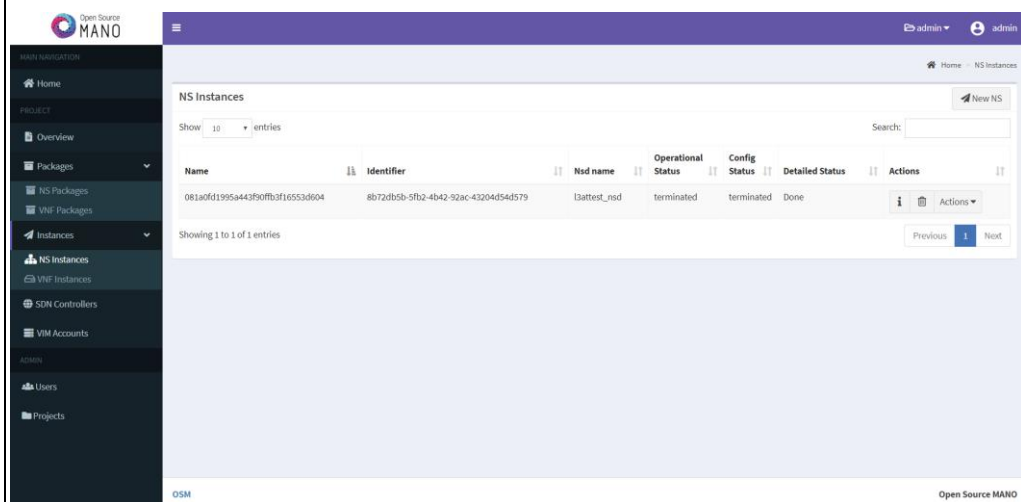 Open Source
MANO
admin
admin
MAIN NAVIGATION
Home
NS Instances
Home
PROJECT
NS Instances
New NS
Show 10 entries
Search:
Overview
Packages
Name
Identifier
Nsd name
Operational Status
Config Status
Detailed Status
Actions
NS Packages
081a0fd1995a443f90ffb3f16553d604
8b72db5b-5fb2-4b42-92ac-43204d54d579
l3attest_nsd
terminated
terminated
Done
Actions
VNF Packages
Instances
Showing 1 to 1 of 1 entries
Previous
1
Next
NS Instances
VNF Instances
SDN Controllers
VIM Accounts
ADMIN
Users
Projects
OSM
Open Source MANO